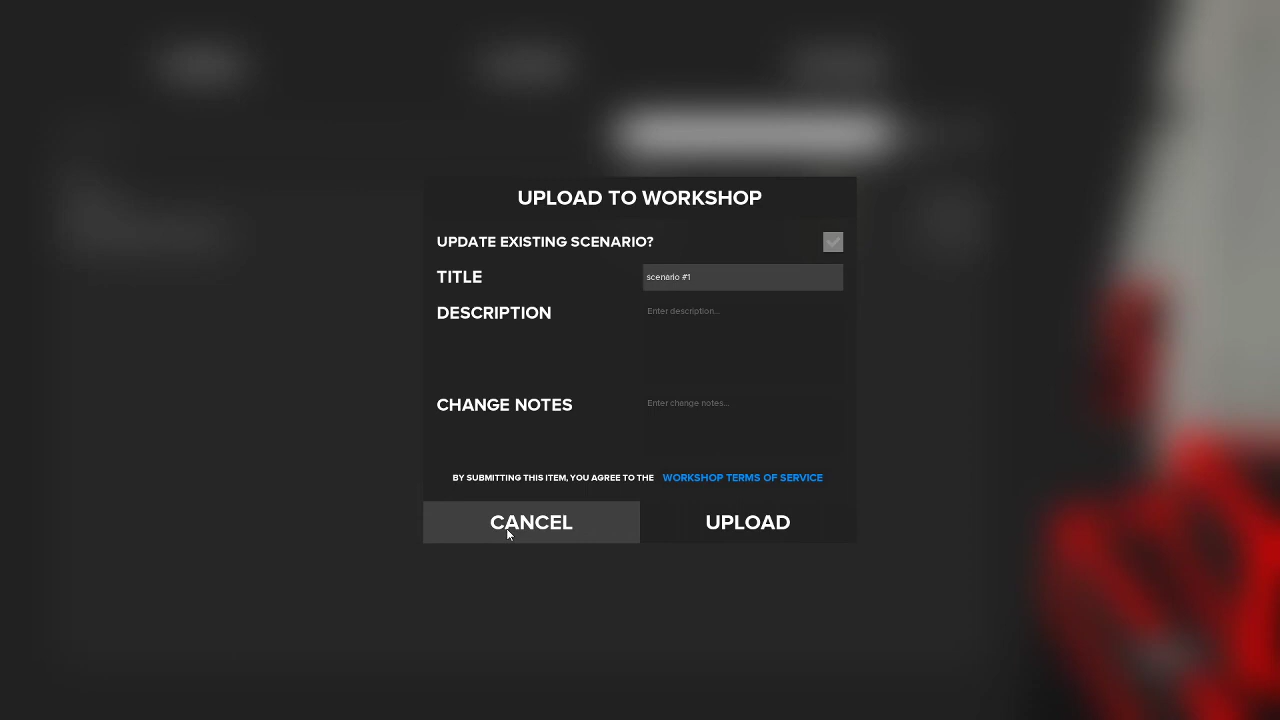 UPLOAD TO WORKSHOP
UPDATE EXISTING SCENARIO?
TITLE
scenario #1
DESCRIPTION
Enter description...
CHANGE NOTES
Enter change notes...
BY SUBMITTING THIS ITEM, YOU AGREE TO THE WORKSHOP TERMS OF SERVICE
CANCEL
UPLOAD